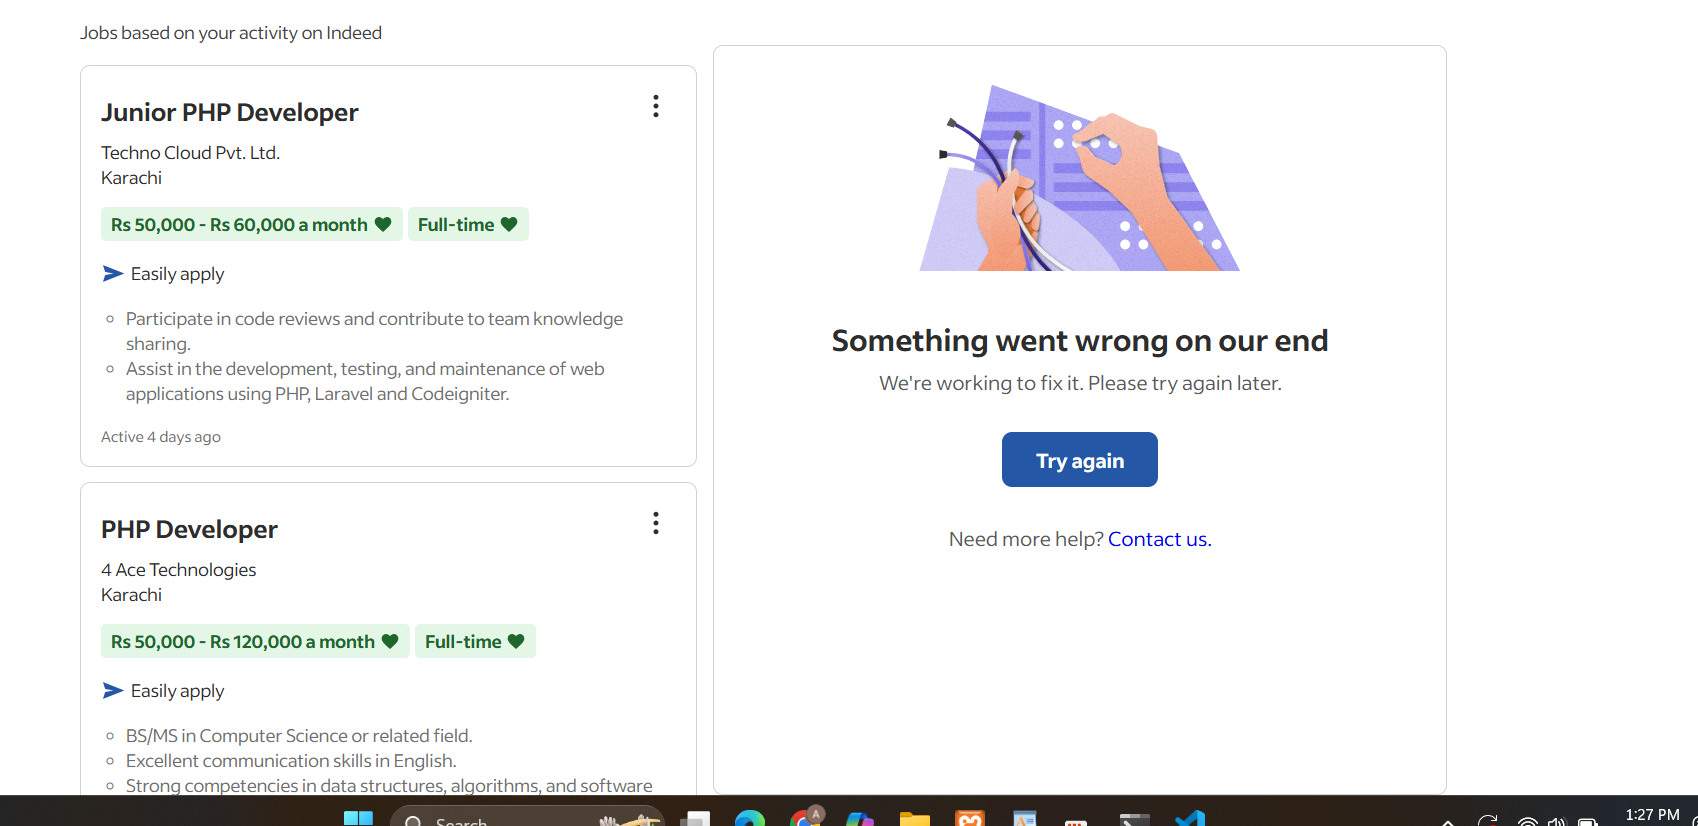 Jobs based on your activity on Indeed
Junior PHP Developer
Techno Cloud Pvt. Ltd.
Karachi
Rs 50,000 - Rs 60,000 a month
Full-time
Easily apply
Participate in code reviews and contribute to team knowledge
sharing.
Assist in the development, testing, and maintenance of web
applications using PHP, Laravel and Codeigniter.
Active 4 days ago
PHP Developer
4 Ace Technologies
Karachi
Rs 50,000 - Rs 120,000 a month
Full-time
Easily apply
BS/MS in Computer Science or related field.
Excellent communication skills in English.
Strong competencies in data structures, algorithms, and software
Something went wrong on our end
We're working to fix it. Please try again later.
Try again
Need more help? Contact us.
Search
A
1:27 PM